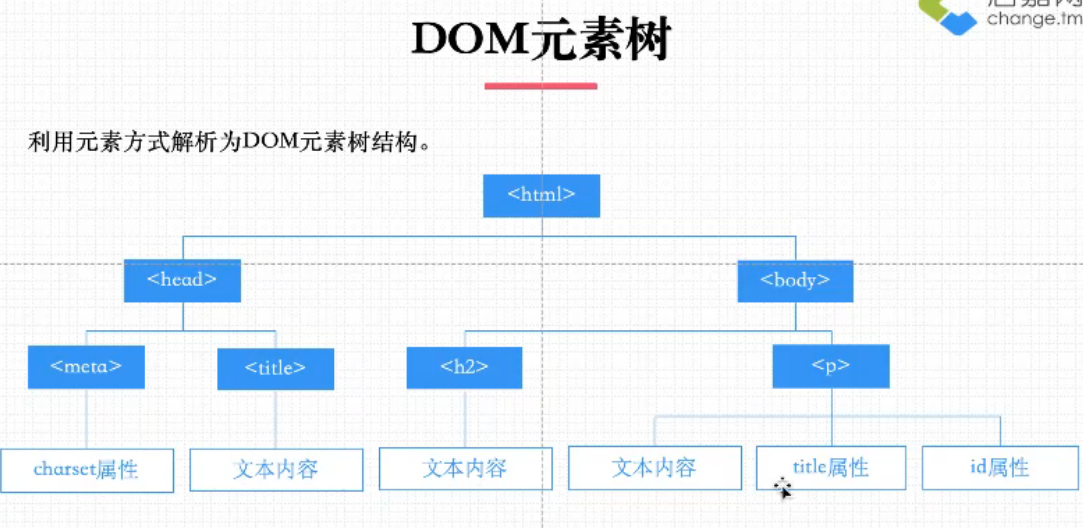 change.tm
DOM元素树
利用元素方式解析为DOM元素树结构。
<html>
<head>
<body>
<meta>
<title>
<h2>
<p>
charset属性
文本内容
文本内容
文本内容
title属性
id属性